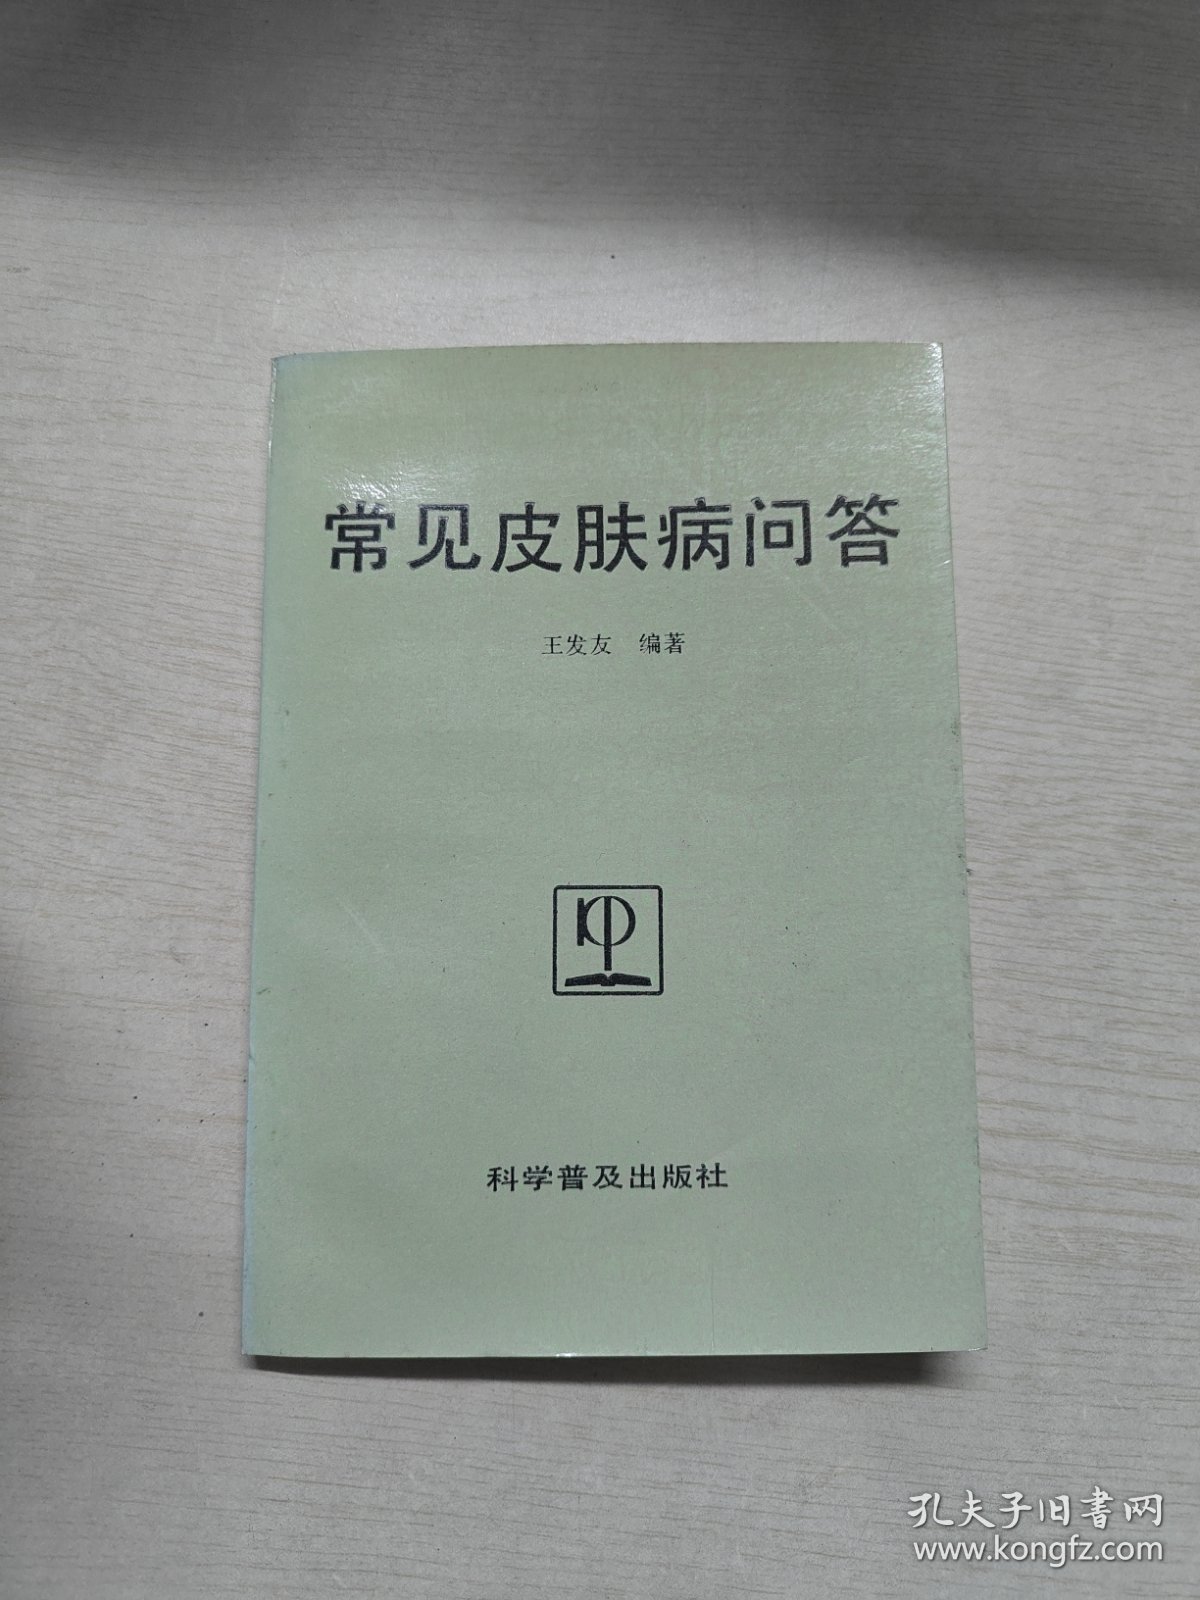 常见皮肤病问答
王发友 编著
科学普及出版社
孔夫子旧书网
www.kongfz.com